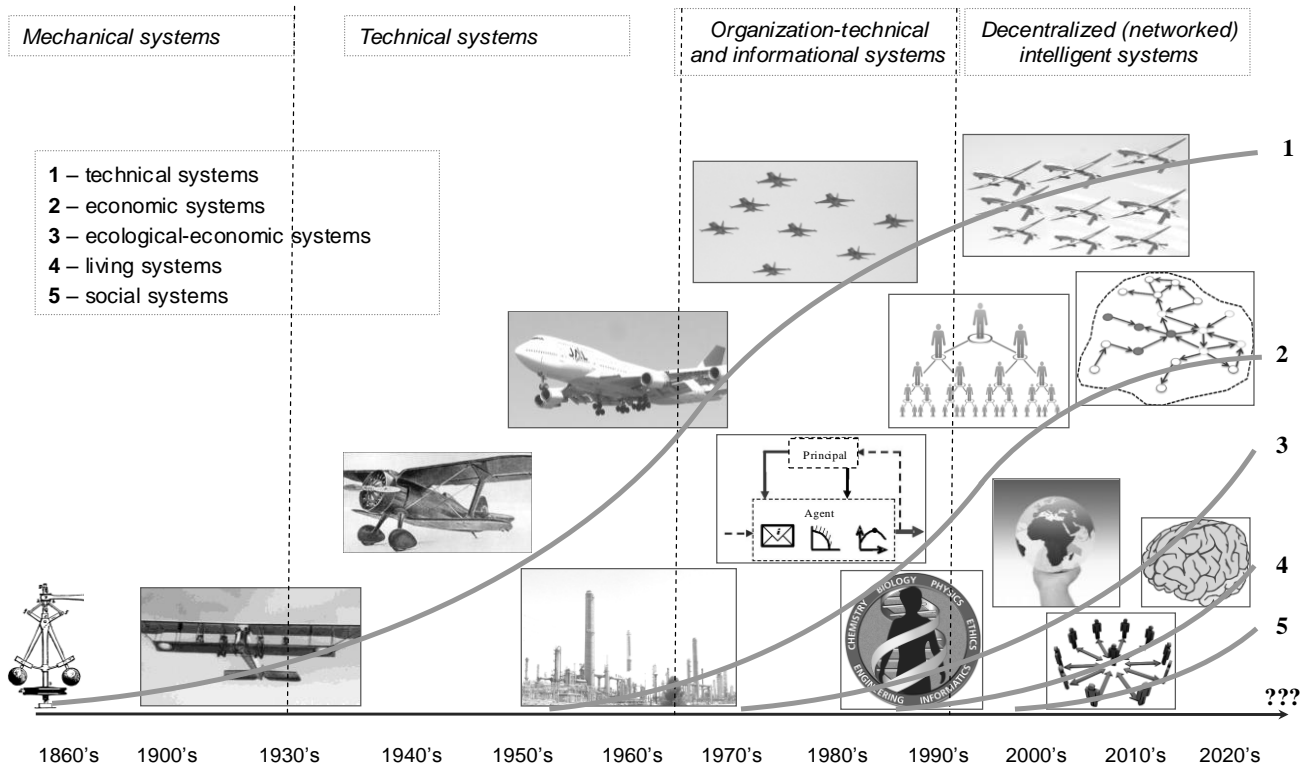 Mechanical systems
Technical systems
Organization-technical
and informational systems
Decentralized (networked)
intelligent systems
1 – technical systems
2 – economic systems
3 – ecological-economic systems
4 – living systems
5 – social systems
1
JAL
2
3
Principal
Agent
i
4
CHEMISTRY BIOLOGY PHYSICS ETHICS
ENGINEERING INFORMATICS
5
???
1860's 1900's 1930's 1940's 1950's 1960's 1970's 1980's 1990's 2000's 2010's 2020's